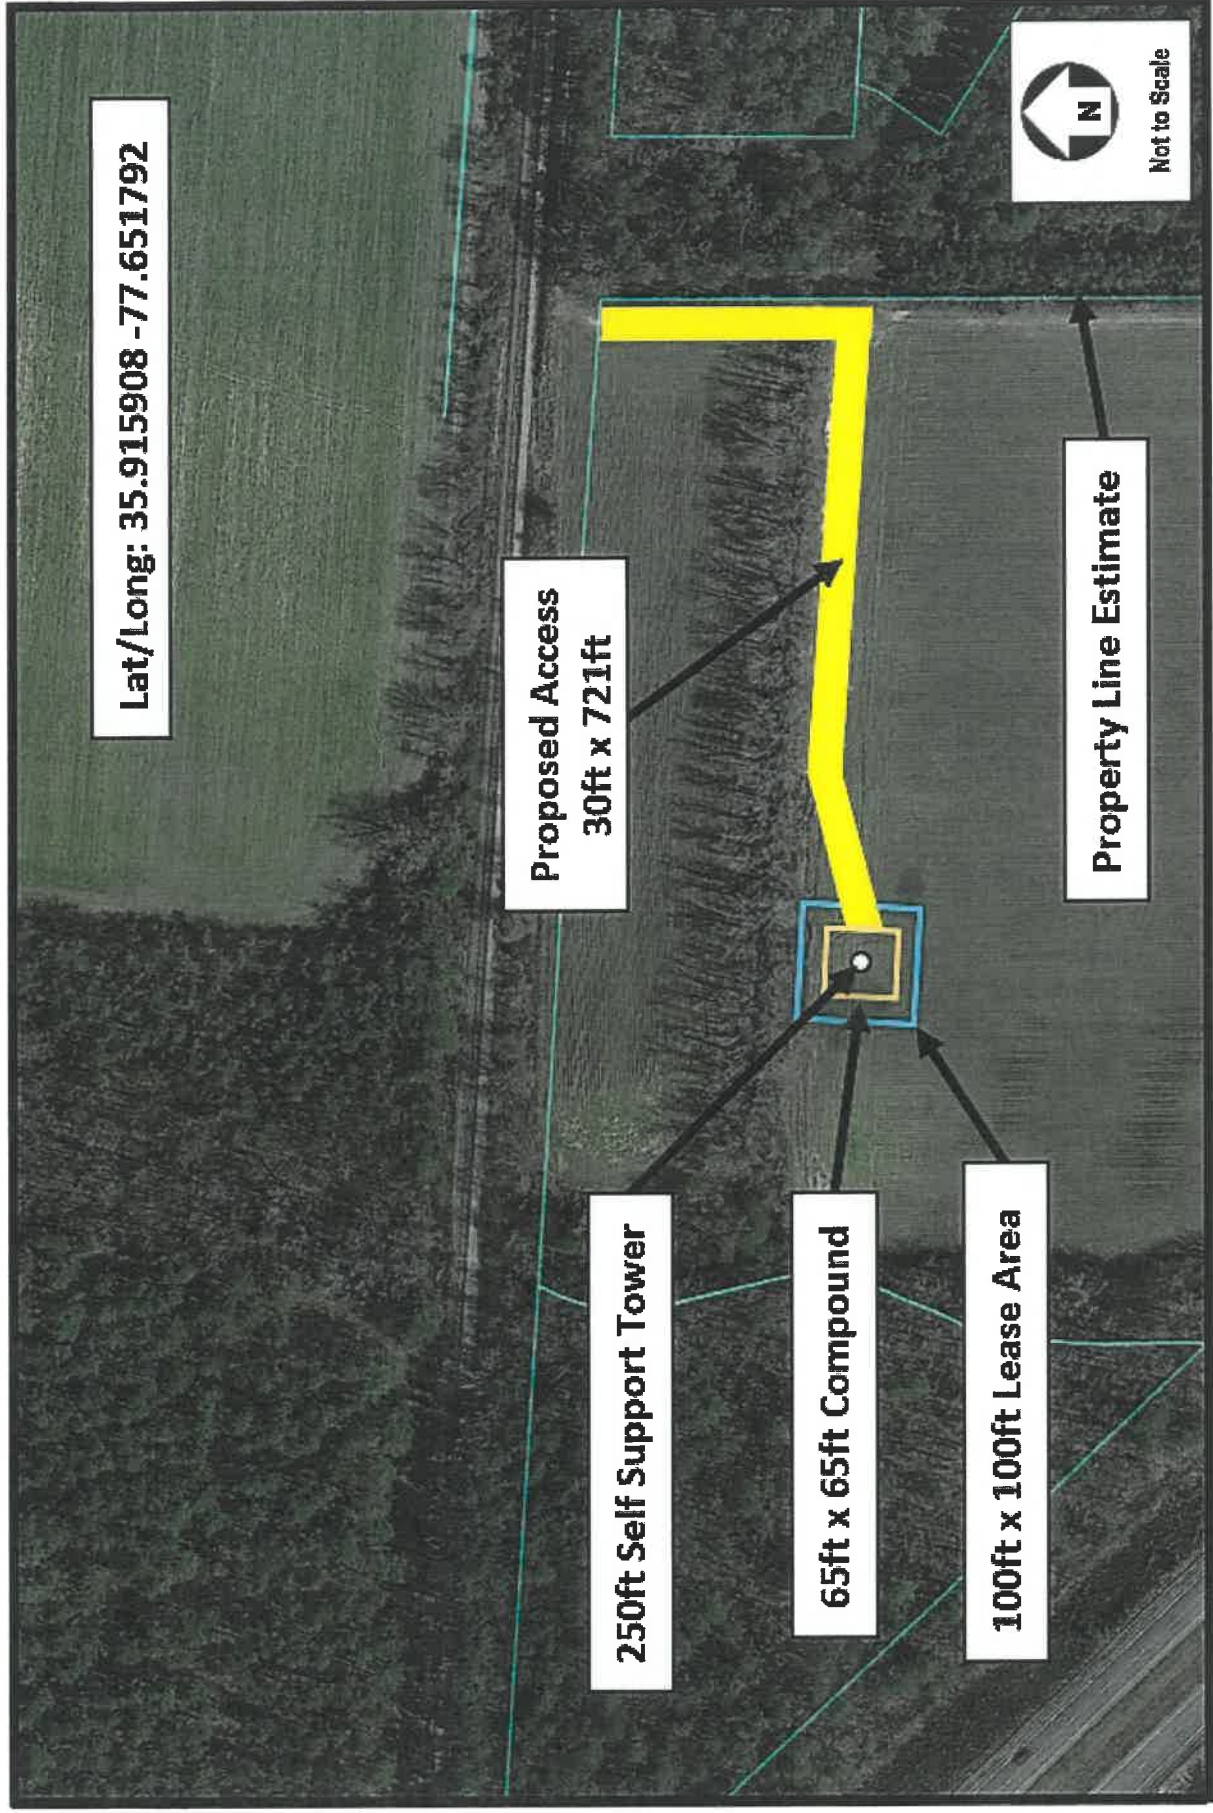 Lat/Long: 35.915908 -77.651792
Proposed Access
30ft x 721ft
250ft Self Support Tower
65ft x 65ft Compound
100ft x 100ft Lease Area
Property Line Estimate
N
Not to Scale